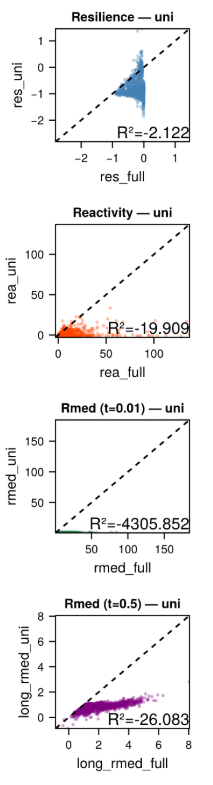 Resilience — uni
1
0
−1
−2
res_uni
R²=-2.122
−2 −1 0 1
res_full
Reactivity — uni
100
50
0
rea_uni
R²=-19.909
0 50 100
rea_full
Rmed (t=0.01) — uni
150
100
50
rmed_uni
R²=-4305.852
50 100 150
rmed_full
Rmed (t=0.5) — uni
8
6
4
2
0
long_rmed_uni
R²=-26.083
0 2 4 6 8
long_rmed_full